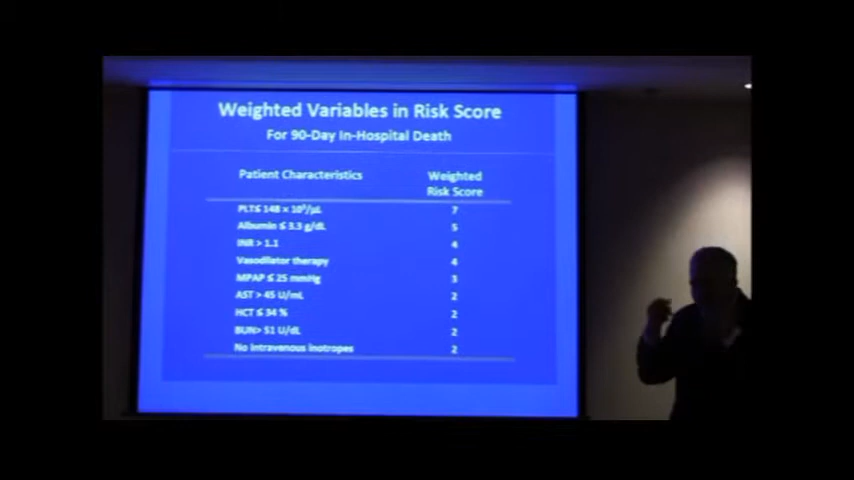 Weighted Variables in Risk Score
For 90-Day In-Hospital Death
Patient Characteristics
Weighted
Risk Score
PLT≤ 148 × 10³/µL 7
Albumin ≤ 3.3 g/dL 5
INR > 1.1 4
Vasodilator therapy 4
MPAP ≤ 25 mmHg 3
AST > 45 U/mL 2
HCT ≤ 34 % 2
BUN> 51 U/dL 2
No intravenous inotropes 2